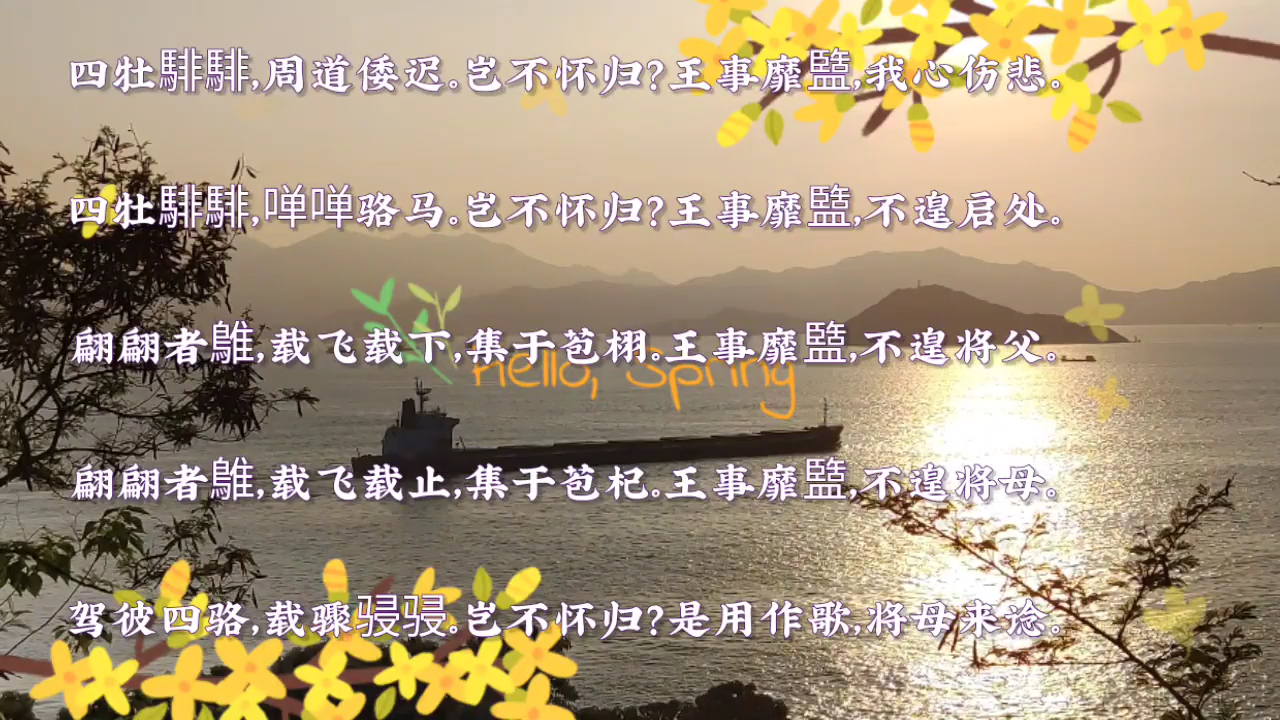 四牡騑騑,周道倭迟。岂不怀归?王事靡盬,我心伤悲。
四牡騑騑,啴啴骆马。岂不怀归?王事靡盬,不遑启处。
翩翩者鵻,载飞载下,集于苞栩。王事靡盬,不遑将父。
hello, Spring
翩翩者鵻,载飞载止,集于苞杞。王事靡盬,不遑将母。
驾彼四骆,载骤骎骎。岂不怀归?是用作歌,将母来谂。